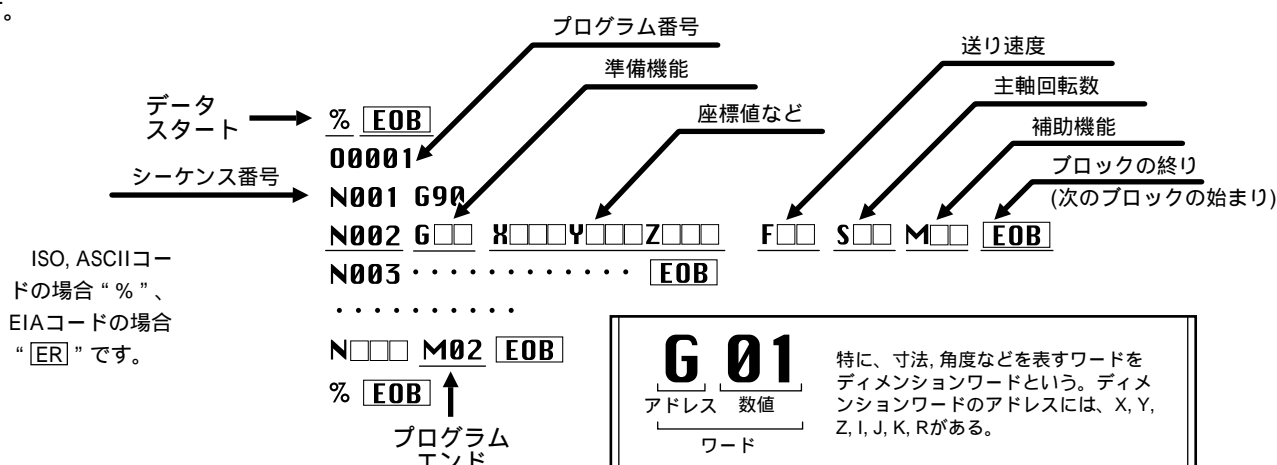 。
プログラム番号
送り速度
準備機能
主軸回転数
データ
スタート
座標値など
補助機能
% EOB
ブロックの終り
(次のブロックの始まり)
O0001
シーケンス番号
N001 G90
N002 G□□ X□□□Y□□□Z□□□ F□□ S□□ M□□ EOB
N003・・・・・・・・・・・・・ EOB
・・・・・・・・・・
N□□□ M02 EOB
% EOB
プログラム
エンド
ISO, ASCIIコー
ドの場合“%”、
EIAコードの場合
“ER”です。
G 01
アドレス 数値
ワード
特に、寸法, 角度などを表すワードを
ディメンションワードという。ディメ
ンションワードのアドレスには、X, Y,
Z, I, J, K, Rがある。